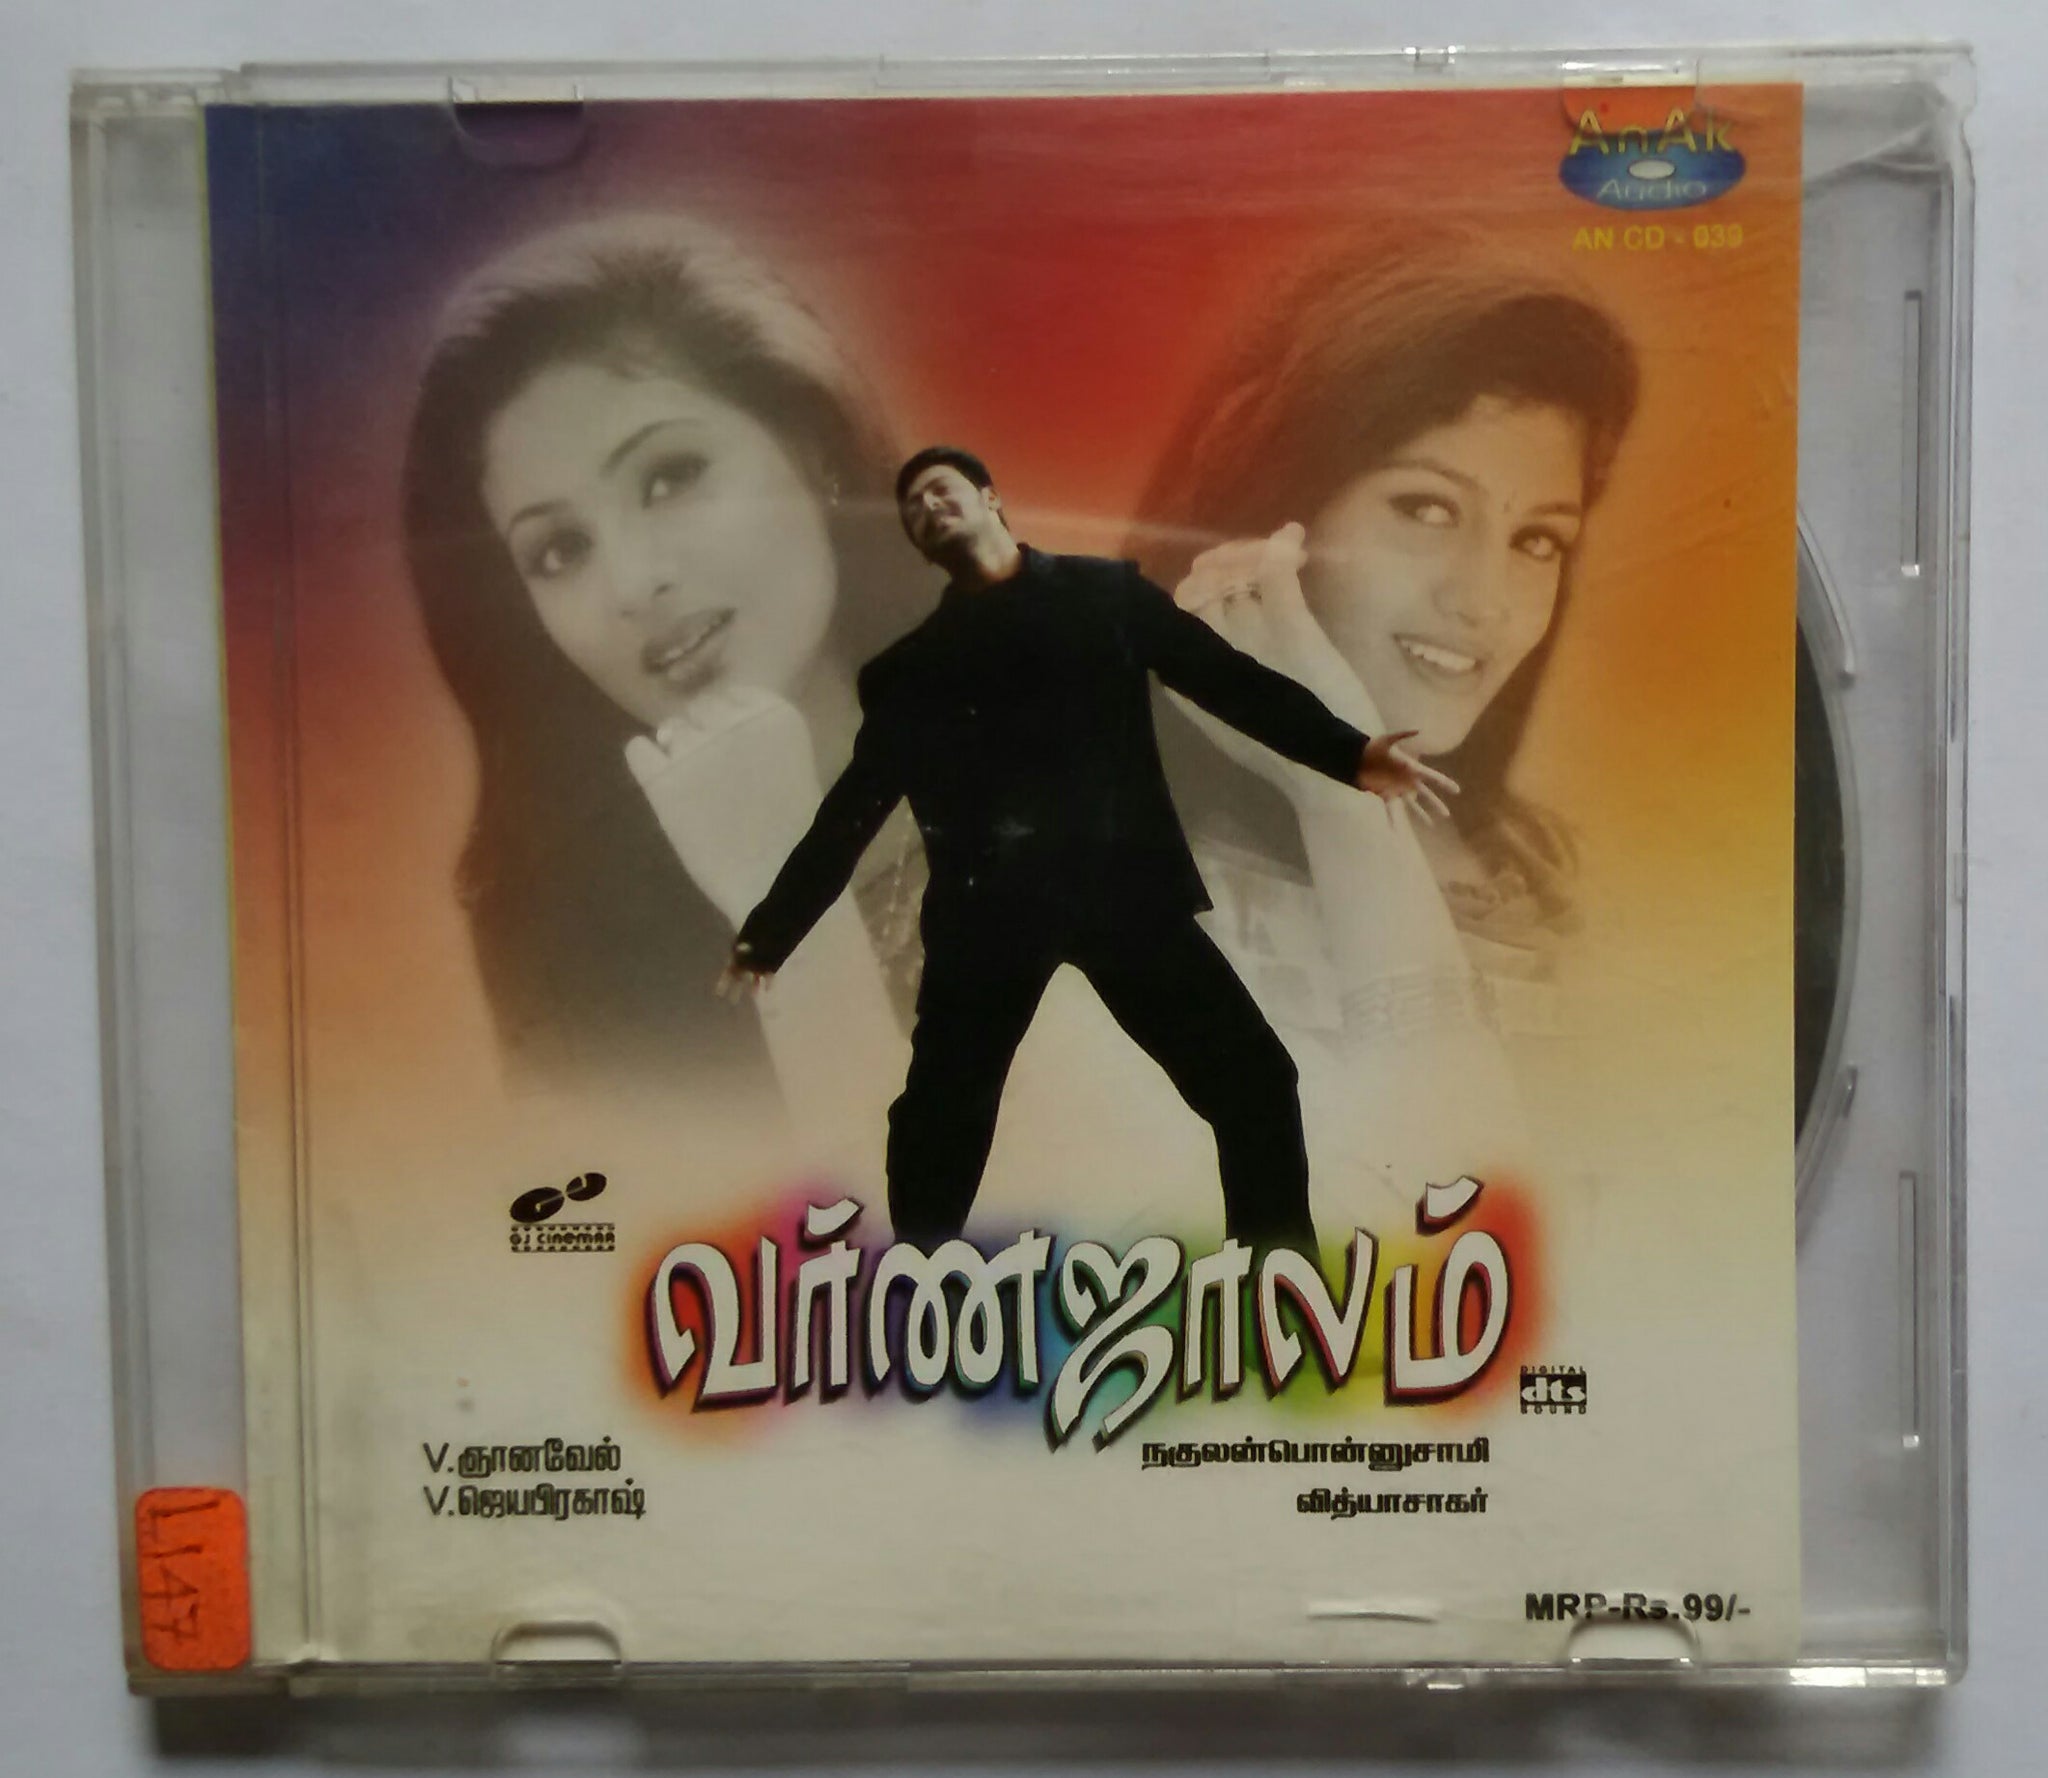 AnAk
Audio
AN CD - 039
GJ CINEMAA
வர்ணஜாலம்
DIGITAL
dts
SOUND
V.ஞானவேல்
V.ஜெயபிரகாஷ்
நகுலன்பொன்னுசாமி
வித்யாசாகர்
L147
MRP-Rs.99/-